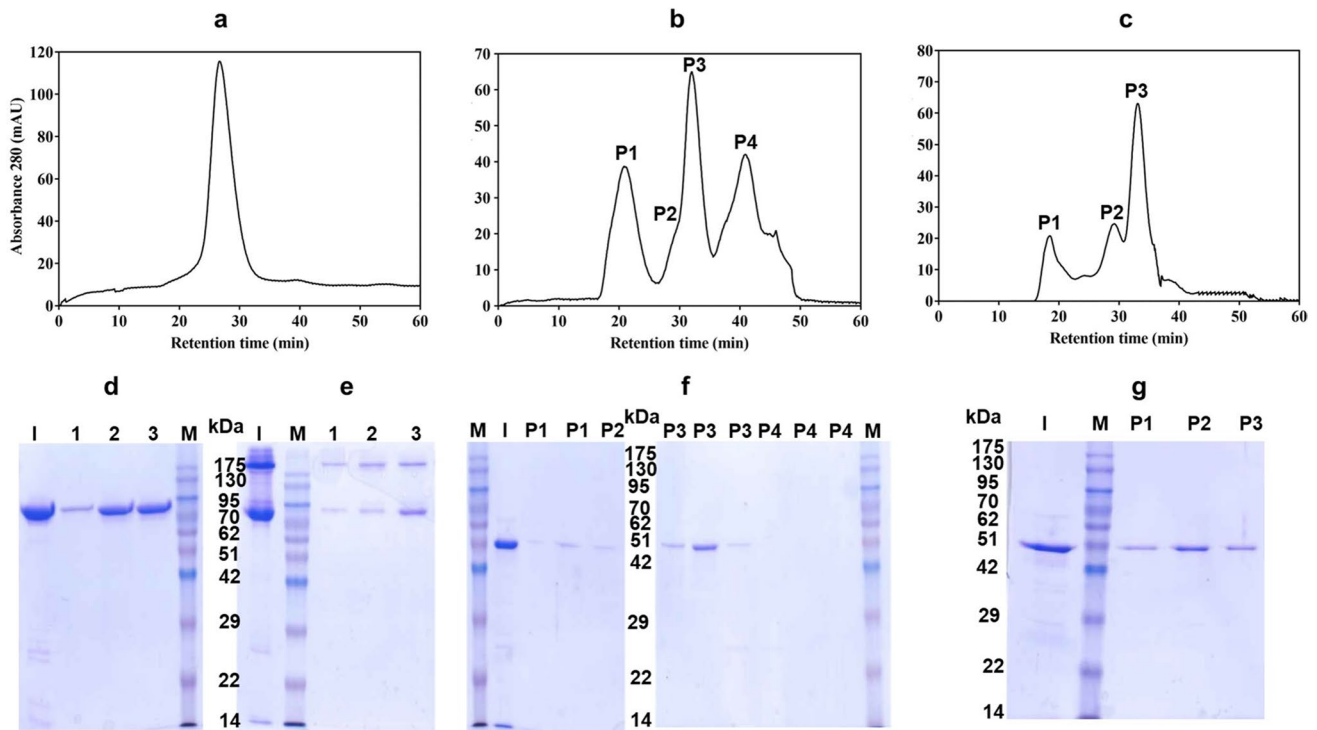 a
b
c
120
100
80
60
40
20
0
Absorbance 280 (mAU)
0 10 20 30 40 50 60
Retention time (min)
70
60
50
40
30
20
10
0
P1
P2
P3
P4
0 10 20 30 40 50 60
Retention time (min)
80
70
60
50
40
30
20
10
0
P1
P2
P3
0 10 20 30 40 50 60
Retention time (min)
d
I 1 2 3 M
kDa
175
130
95
70
62
51
42
29
22
14
e
I M 1 2 3
f
M I P1 P1 P2
kDa
175
130
95
70
62
51
42
29
22
14
P3 P3 P3 P4 P4 P4 M
g
kDa
I M P1 P2 P3
175
130
95
70
62
51
42
29
22
14